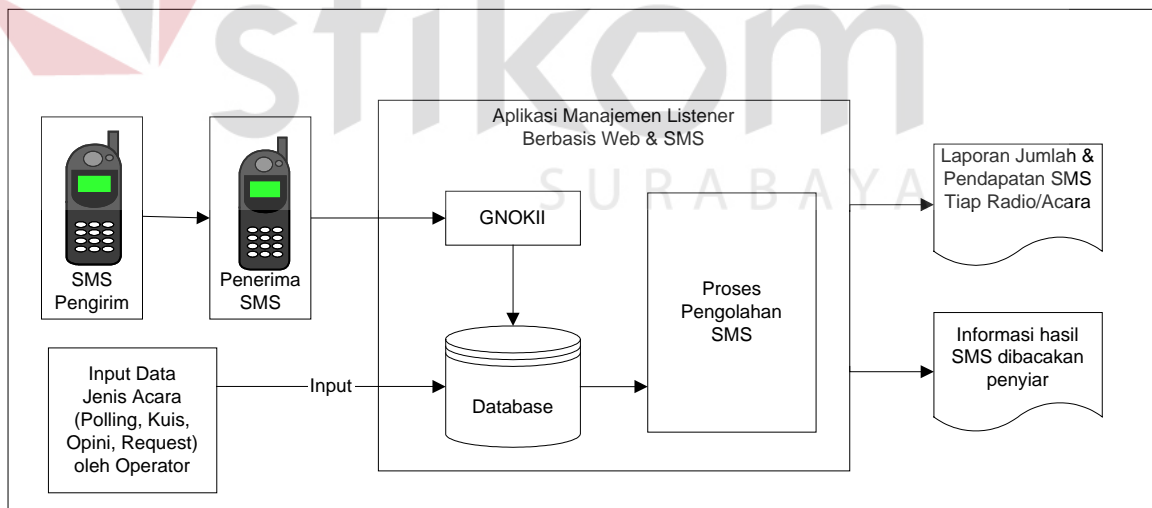 stikom
SURABAYA
Aplikasi Manajemen Listener
Berbasis Web & SMS
SMS
Pengirim
Penerima
SMS
GNOKII
Database
Proses
Pengolahan
SMS
Laporan Jumlah &
Pendapatan SMS
Tiap Radio/Acara
Input Data
Jenis Acara
(Polling, Kuis,
Opini, Request)
oleh Operator
Input
Informasi hasil
SMS dibacakan
penyiar